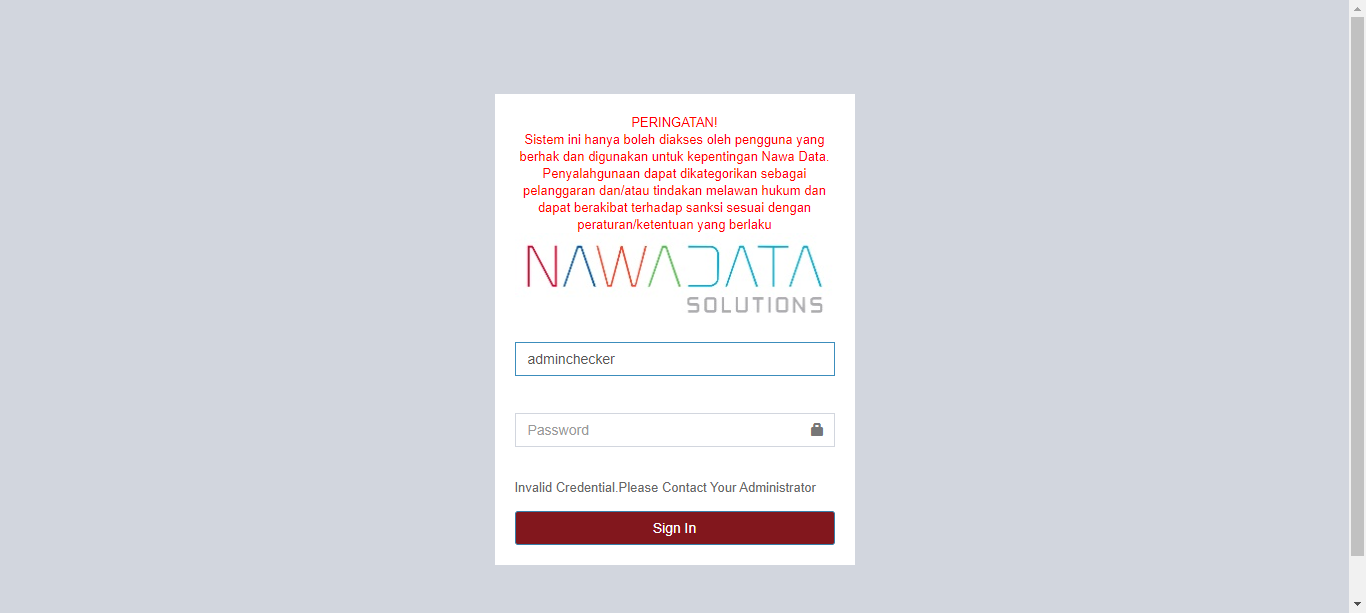 PERINGATAN!
Sistem ini hanya boleh diakses oleh pengguna yang
berhak dan digunakan untuk kepentingan Nawa Data.
Penyalahgunaan dapat dikategorikan sebagai
pelanggaran dan/atau tindakan melawan hukum dan
dapat berakibat terhadap sanksi sesuai dengan
peraturan/ketentuan yang berlaku
NAWADATA
SOLUTIONS
adminchecker
Password
Invalid Credential.Please Contact Your Administrator
Sign In